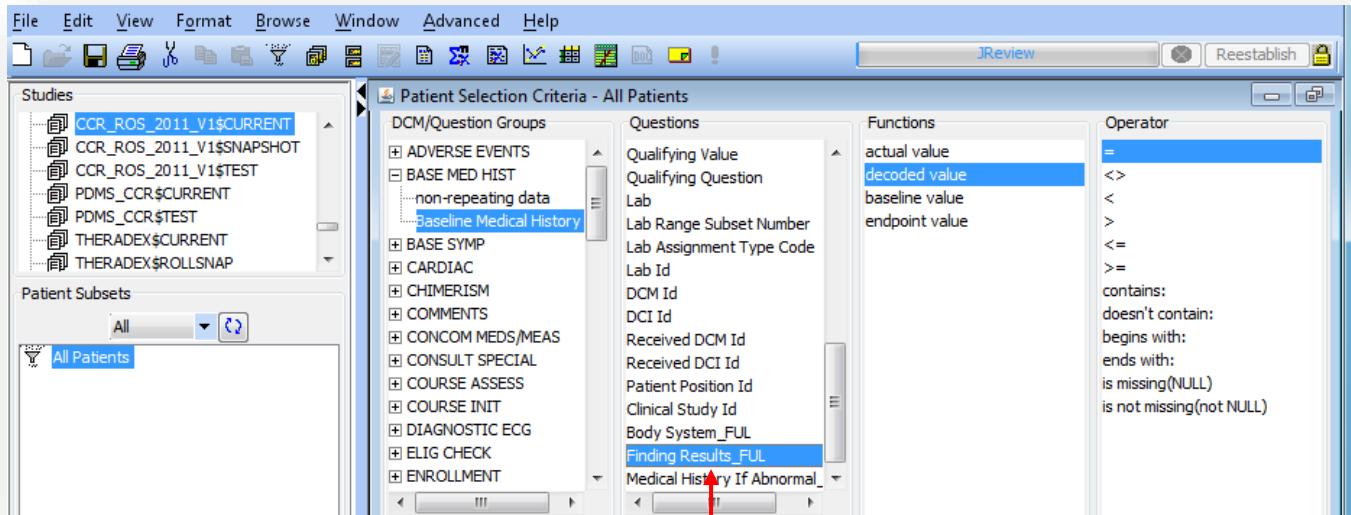 File Edit View Format Browse Window Advanced Help
JReview Reestablish
Studies
CCR_ROS_2011_V1$CURRENT
CCR_ROS_2011_V1$SNAPSHOT
CCR_ROS_2011_V1$TEST
PDMS_CCR$CURRENT
PDMS_CCR$TEST
THERADEX$CURRENT
THERADEX$ROLLSNAP
Patient Subsets
All
All Patients
Patient Selection Criteria - All Patients
DCM/Question Groups
ADVERSE EVENTS
BASE MED HIST
non-repeating data
Baseline Medical History
BASE SYMP
CARDIAC
CHIMERISM
COMMENTS
CONCOM MEDS/MEAS
CONSULT SPECIAL
COURSE ASSESS
COURSE INIT
DIAGNOSTIC ECG
ELIG CHECK
ENROLLMENT
Questions
Qualifying Value
Qualifying Question
Lab
Lab Range Subset Number
Lab Assignment Type Code
Lab Id
DCM Id
DCI Id
Received DCM Id
Received DCI Id
Patient Position Id
Clinical Study Id
Body System_FUL
Finding Results_FUL
Medical History If Abnormal_
Functions
actual value
decoded value
baseline value
endpoint value
Operator
=
<>
<
>
<=
>=
contains:
doesn't contain:
begins with:
ends with:
is missing(NULL)
is not missing(not NULL)